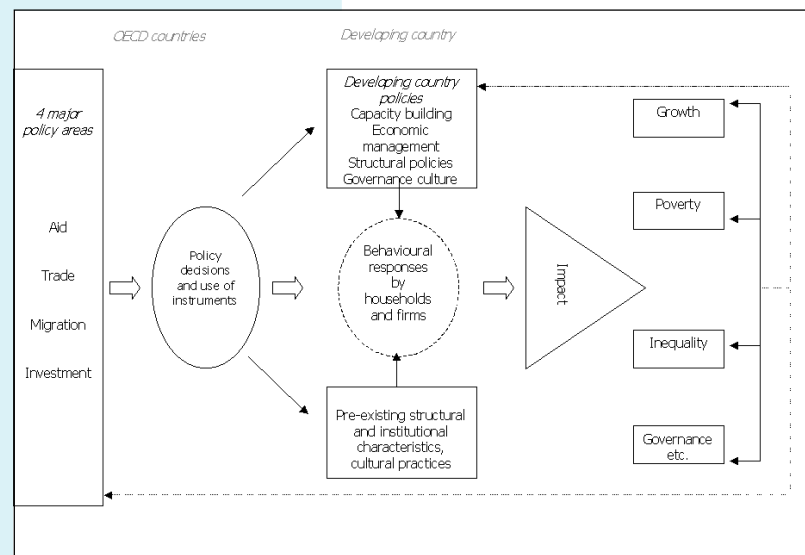 OECD countries
Developing country
4 major
policy areas
Aid
Trade
Migration
Investment
Policy
decisions
and use of
instruments
Developing country
policies
Capacity building
Economic
management
Structural policies
Governance culture
Behavioural
responses
by
households
and firms
Pre-existing structural
and institutional
characteristics,
cultural practices
Impact
Growth
Poverty
Inequality
Governance
etc.